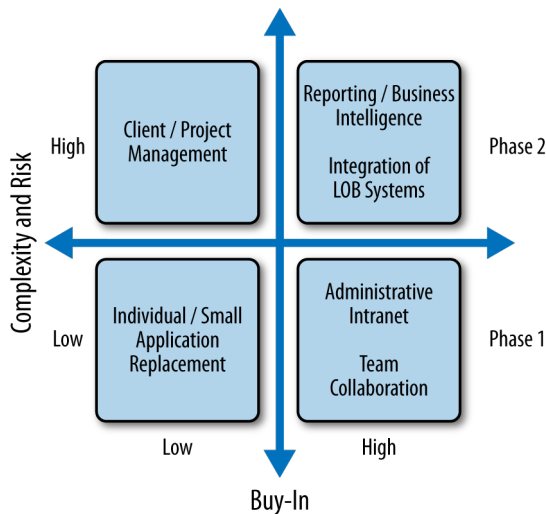 Complexity and Risk
High
Client / Project
Management
Reporting / Business
Intelligence
Integration of
LOB Systems
Phase 2
Low
Individual / Small
Application
Replacement
Administrative
Intranet
Team
Collaboration
Phase 1
Low
High
Buy-In